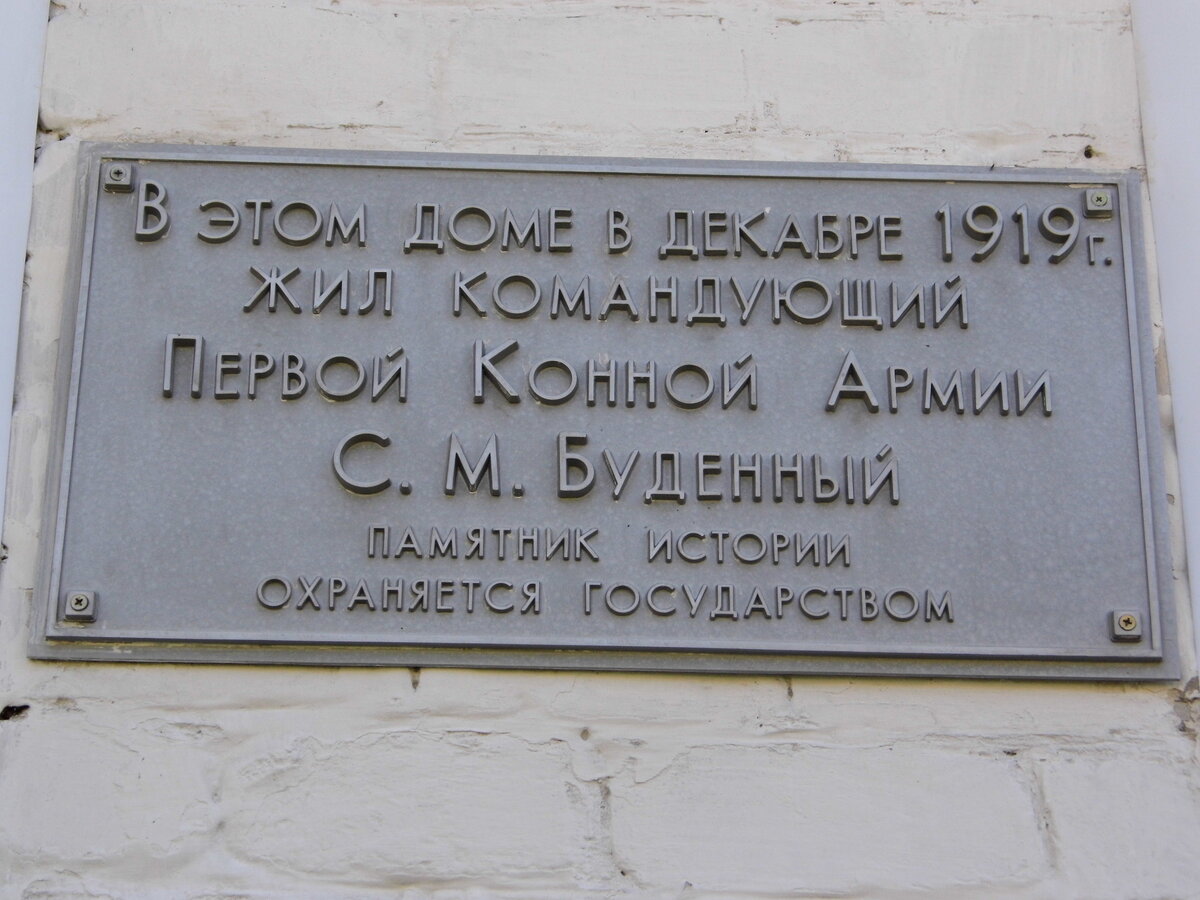 В этом доме в декабре 1919 г.
жил командующий
Первой Конной Армии
С. М. Буденный
памятник истории
охраняется государством